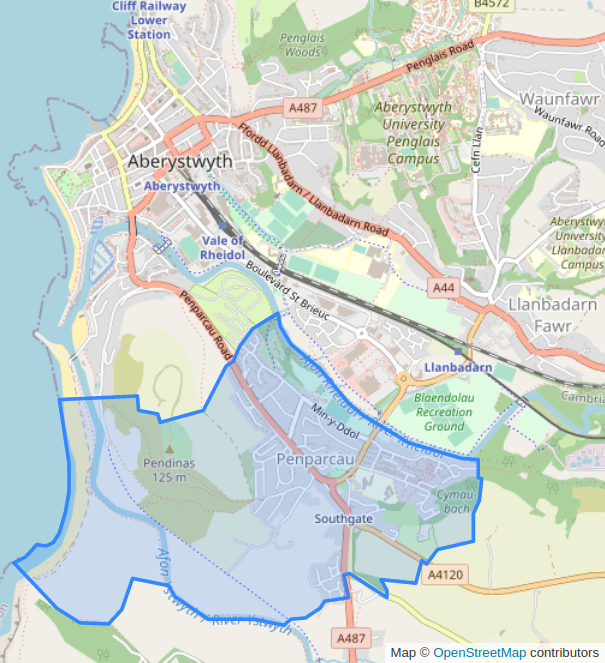 Cliff Railway
Lower
Station
B4572
Penglais
Woods
Penglais Road
A487
Waunfawr
Waunfawr Road
Aberystwyth
University
Penglais
Campus
Cefn Llan
Ffordd Llanbadarn / Llanbadarn Road
Aberystwyth
Aberystwyth
Aberystwyth
University
Llanbadarn
Campus
Vale of
Rheidol
Boulevard St Brieuc
A44
Llanbadarn
Fawr
Penparcau Road
Afon Rheidol / River Rheidol
Llanbadarn
Blaendolau
Recreation
Ground
Cambria
Min-y-Ddol
Penparcau
Pendinas
125 m
Cymau
bach
Southgate
A4120
Afon Ystwyth / River Ystwyth
A487
Map © OpenStreetMap contributors